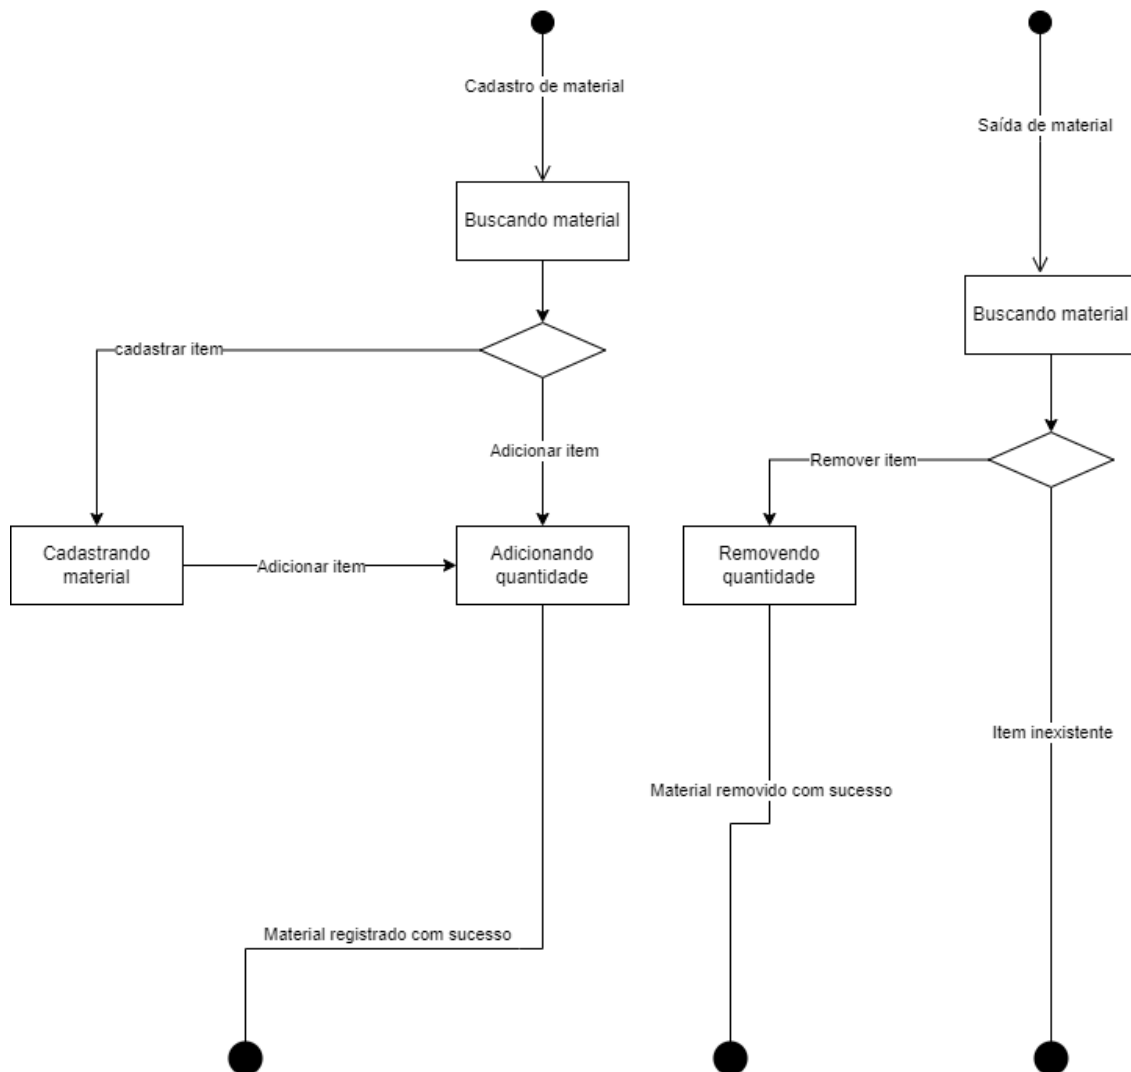 Cadastro de material
Saída de material
Buscando material
Buscando material
cadastrar item
Adicionar item
Remover item
Cadastrando
material
Adicionar item
Adicionando
quantidade
Removendo
quantidade
Item inexistente
Material removido com sucesso
Material registrado com sucesso